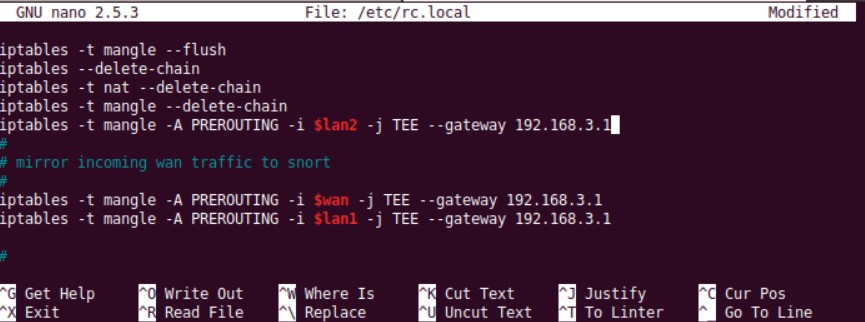 GNU nano 2.5.3 File: /etc/rc.local Modified
iptables -t mangle --flush
iptables --delete-chain
iptables -t nat --delete-chain
iptables -t mangle --delete-chain
iptables -t mangle -A PREROUTING -i $lan2 -j TEE --gateway 192.168.3.1
#
# mirror incoming wan traffic to snort
#
iptables -t mangle -A PREROUTING -i $wan -j TEE --gateway 192.168.3.1
iptables -t mangle -A PREROUTING -i $lan1 -j TEE --gateway 192.168.3.1
#
^G Get Help ^O Write Out ^W Where Is ^K Cut Text ^J Justify ^C Cur Pos
^X Exit ^R Read File ^\ Replace ^U Uncut Text ^T To Linter ^_ Go To Line